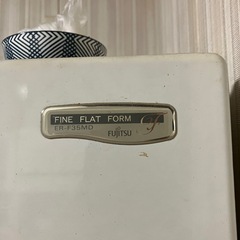 FINE FLAT FORM
ER-F35MD
FUJITSU